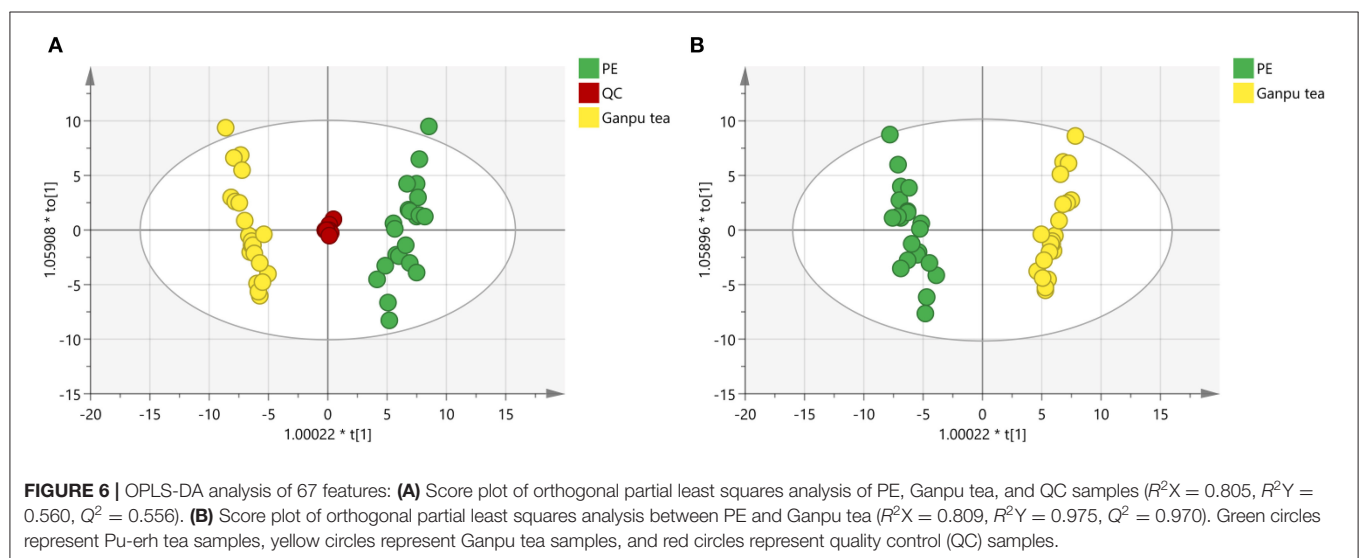 A
PE
QC
Ganpu tea
10
5
0
-5
-10
-15
-20 -15 -10 -5 0 5 10 15
1.05908 * to[1]
1.00022 * t[1]
B
PE
Ganpu tea
10
5
0
-5
-10
-15
-20 -15 -10 -5 0 5 10 15
1.05896 * to[1]
1.00022 * t[1]
FIGURE 6 | OPLS-DA analysis of 67 features: (A) Score plot of orthogonal partial least squares analysis of PE, Ganpu tea, and QC samples (R²X = 0.805, R²Y =
0.560, Q² = 0.556). (B) Score plot of orthogonal partial least squares analysis between PE and Ganpu tea (R²X = 0.809, R²Y = 0.975, Q² = 0.970). Green circles
represent Pu-erh tea samples, yellow circles represent Ganpu tea samples, and red circles represent quality control (QC) samples.